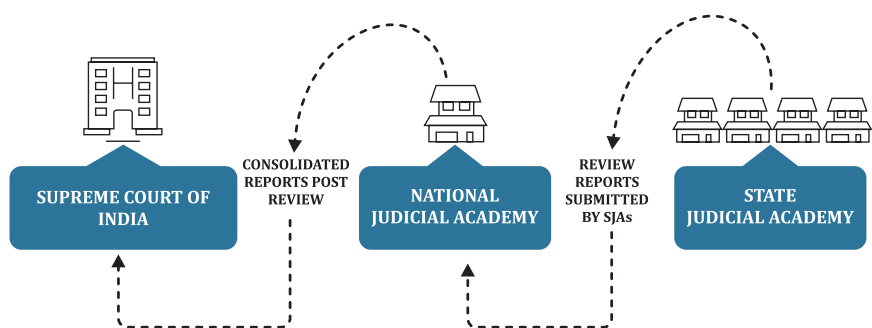 SUPREME COURT OF
INDIA
CONSOLIDATED
REPORTS POST
REVIEW
NATIONAL
JUDICIAL ACADEMY
REVIEW
REPORTS
SUBMITTED
BY SJAs
STATE
JUDICIAL ACADEMY